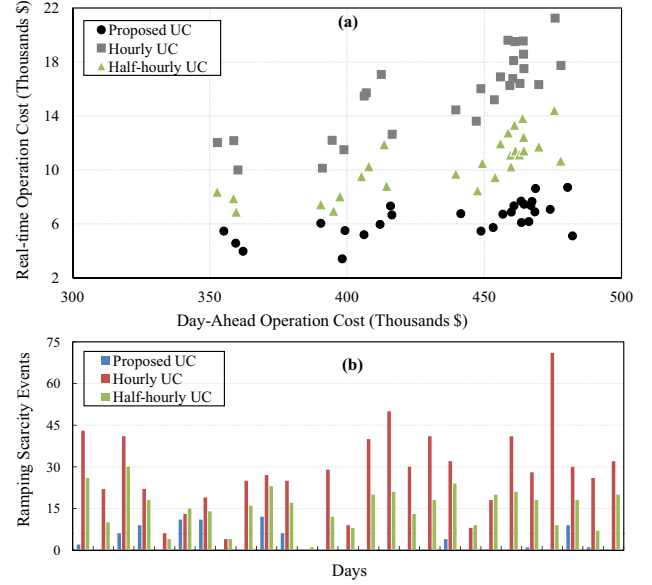 22
18
14
10
6
2
Real-time Operation Cost (Thousands $)
(a)
Proposed UC
Hourly UC
Half-hourly UC
300
350
400
450
500
Day-Ahead Operation Cost (Thousands $)
75
60
45
30
15
0
Ramping Scarcity Events
(b)
Proposed UC
Hourly UC
Half-hourly UC
Days